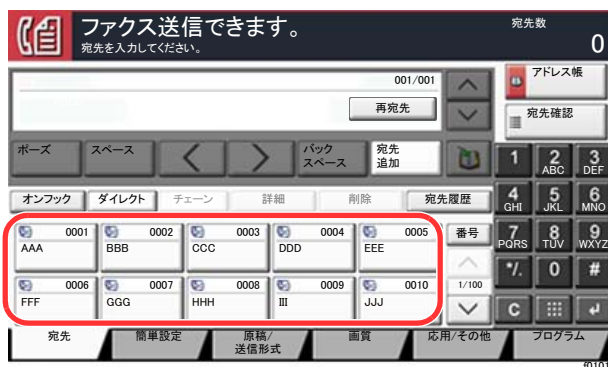 ファクス送信できます。
宛先を入力してください。
宛先数
0
001/001
再宛先
アドレス帳
宛先確認
ポーズ
スペース
バック
スペース
宛先
追加
オンフック
ダイレクト
チェーン
詳細
削除
宛先履歴
1
2
ABC
3
DEF
4
GHI
5
JKL
6
MNO
7
PQRS
8
TUV
9
WXYZ
*/.
0
#
C
0001
AAA
0002
BBB
0003
CCC
0004
DDD
0005
EEE
番号
0006
FFF
0007
GGG
0008
HHH
0009
III
0010
JJJ
1/100
宛先
簡単設定
原稿/
送信形式
画質
応用/その他
プログラム
f0101